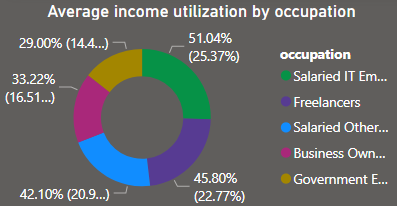 Average income utilization by occupation
29.00% (14.4...)
51.04%
(25.37%)
33.22%
(16.51...)
42.10% (20.9...)
45.80%
(22.77%)
occupation
Salaried IT Em...
Freelancers
Salaried Other...
Business Own...
Government E...